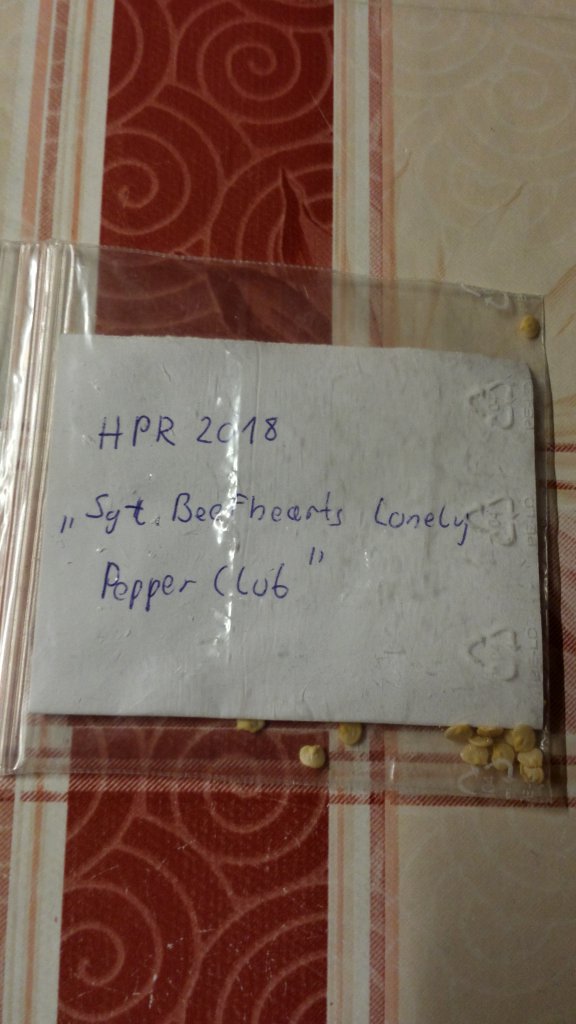 HPR 2018
„Sgt. Beefhearts Lonely
Pepper Club"